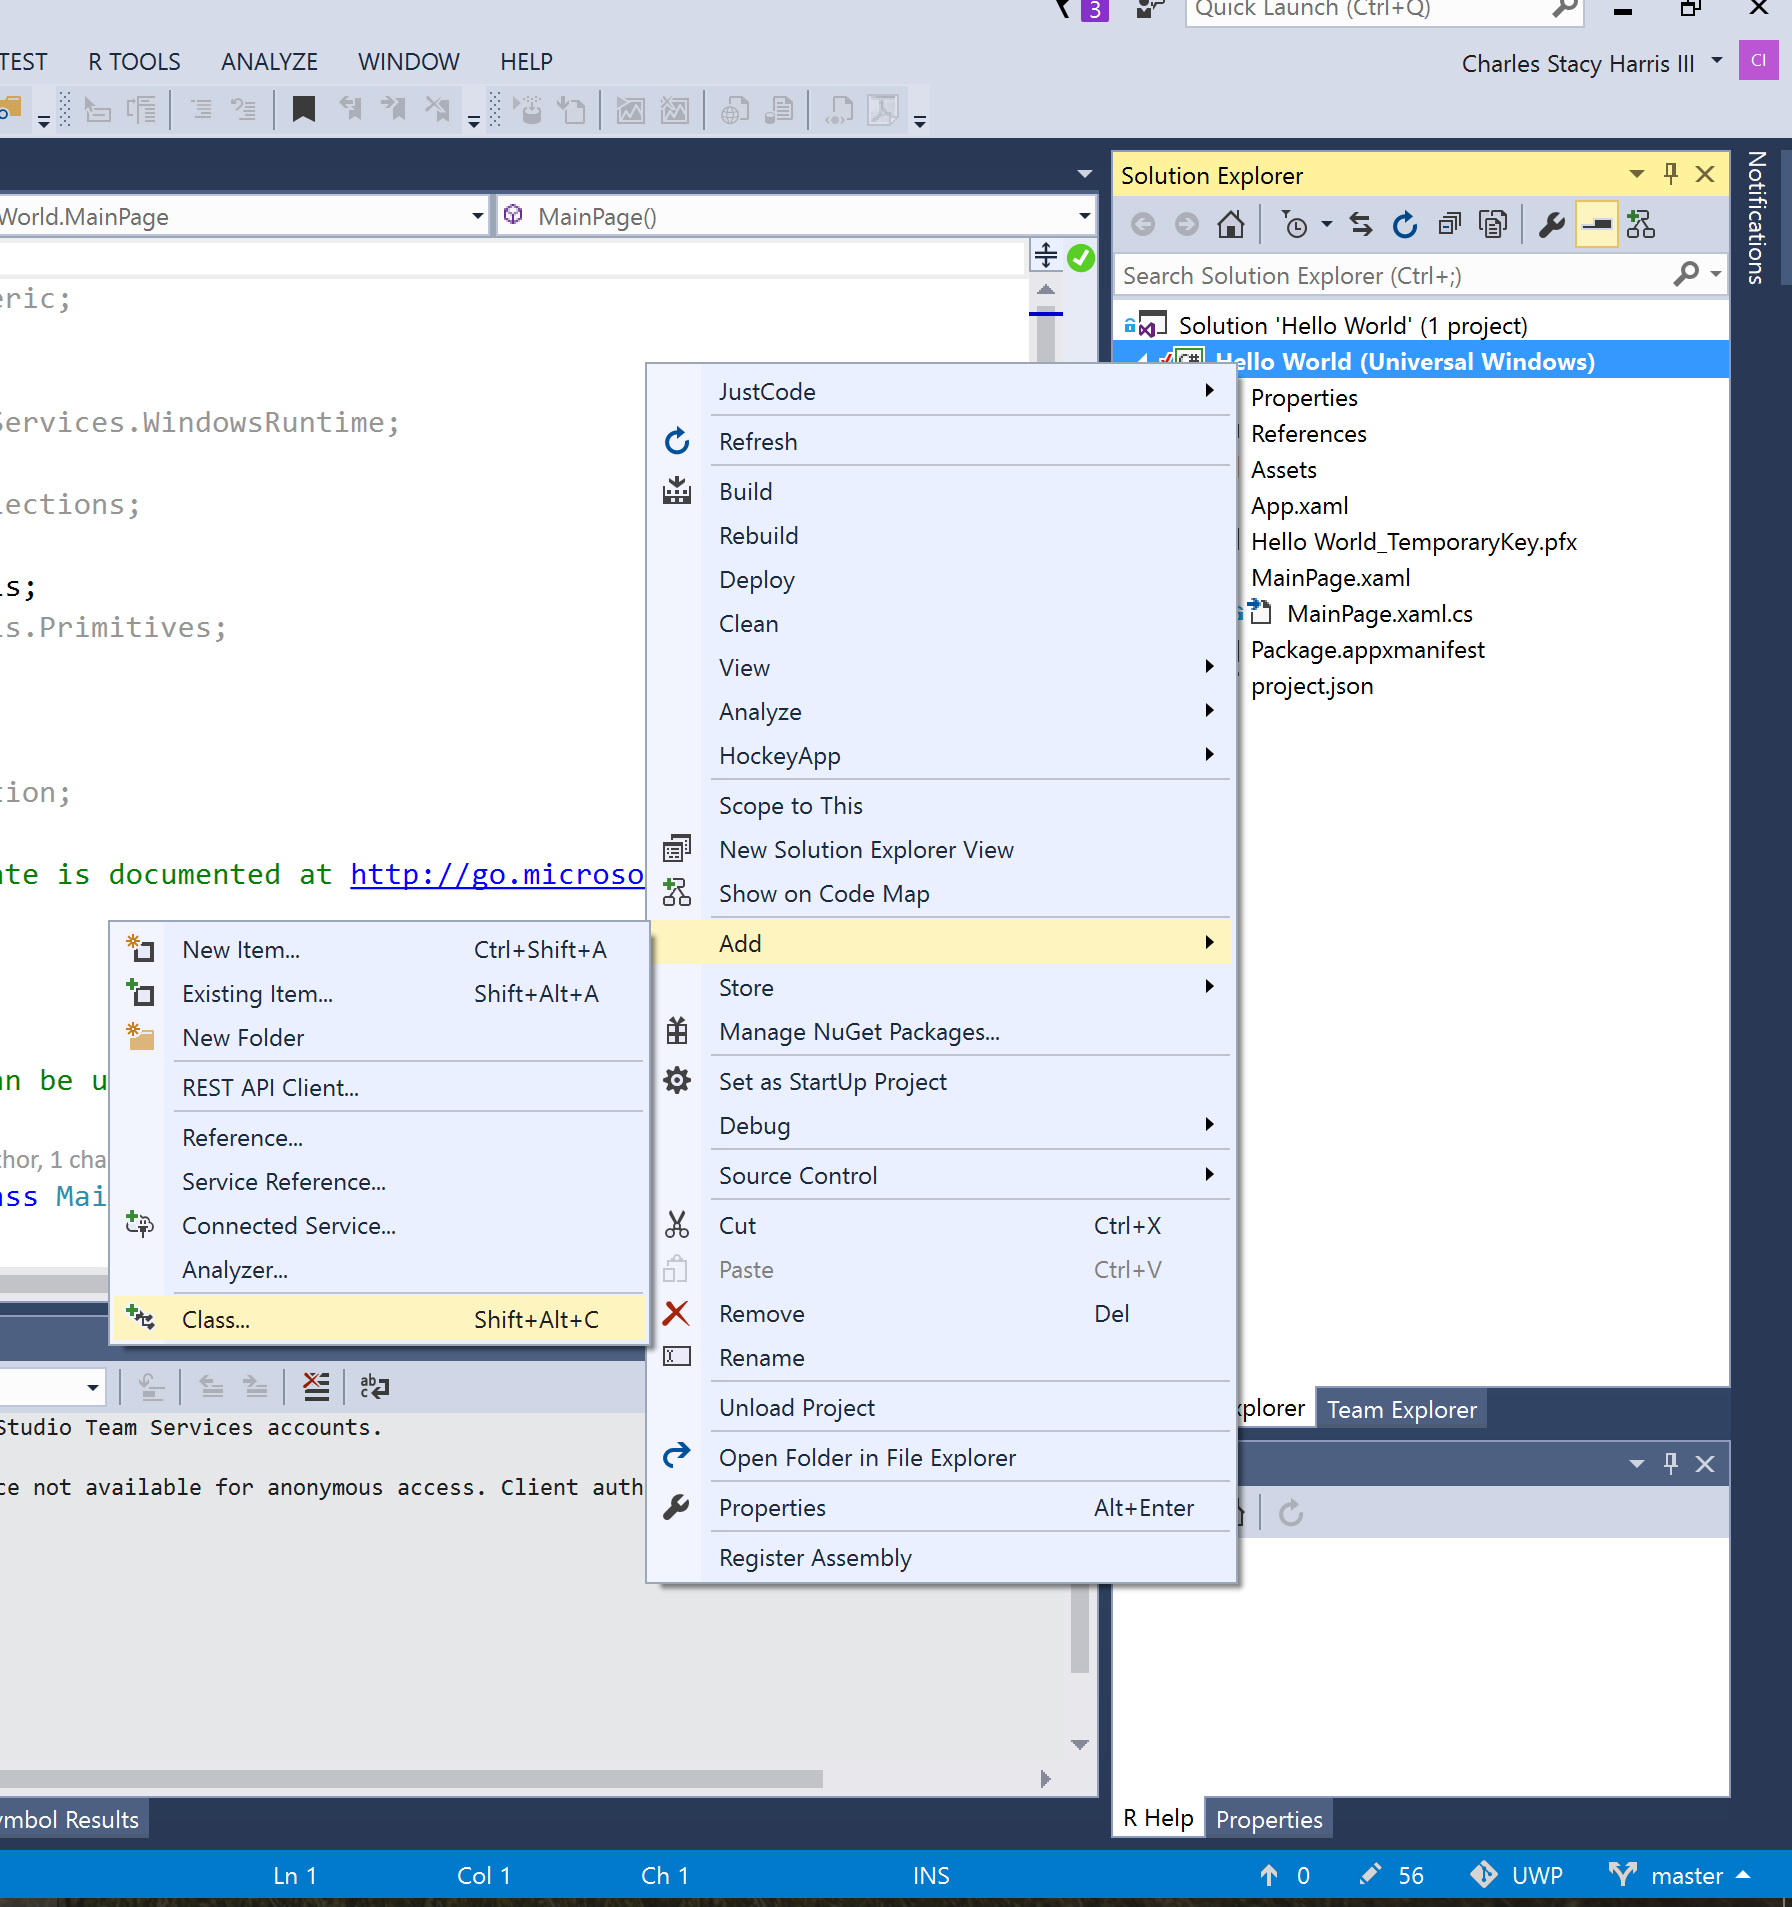 3
Quick Launch (Ctrl+Q)
TEST R TOOLS ANALYZE WINDOW HELP
Charles Stacy Harris III
CI
World.MainPage
MainPage()
eric;
Services.WindowsRuntime;
lections;
ls;
ls.Primitives;
tion;
ate is documented at http://go.microso
an be u
thor, 1 cha
ass Mai
Solution Explorer
Search Solution Explorer (Ctrl+;)
Solution 'Hello World' (1 project)
C# Hello World (Universal Windows)
Properties
References
Assets
App.xaml
Hello World_TemporaryKey.pfx
MainPage.xaml
MainPage.xaml.cs
Package.appxmanifest
project.json
Notifications
JustCode
Refresh
Build
Rebuild
Deploy
Clean
View
Analyze
HockeyApp
Scope to This
New Solution Explorer View
Show on Code Map
Add
Store
Manage NuGet Packages...
Set as StartUp Project
Debug
Source Control
Cut Ctrl+X
Paste Ctrl+V
Remove Del
Rename
Unload Project
Open Folder in File Explorer
Properties Alt+Enter
Register Assembly
New Item... Ctrl+Shift+A
Existing Item... Shift+Alt+A
New Folder
REST API Client...
Reference...
Service Reference...
Connected Service...
Analyzer...
Class... Shift+Alt+C
Studio Team Services accounts.
ce not available for anonymous access. Client auth
xplorer
Team Explorer
ymbol Results
R Help
Properties
Ln 1 Col 1 Ch 1 INS 0 56 UWP master